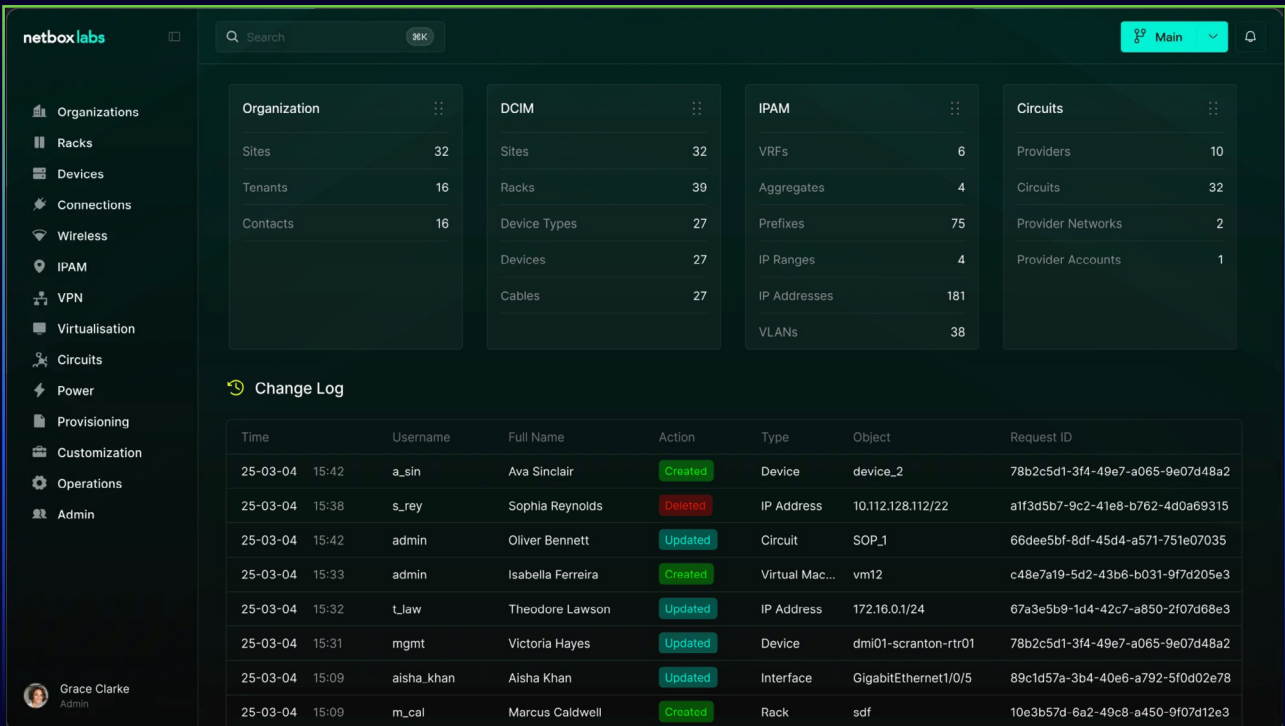 netboxlabs
Search ⌘K
Main
Organizations
Racks
Devices
Connections
Wireless
IPAM
VPN
Virtualisation
Circuits
Power
Provisioning
Customization
Operations
Admin
Grace Clarke
Admin
Organization
Sites 32
Tenants 16
Contacts 16
DCIM
Sites 32
Racks 39
Device Types 27
Devices 27
Cables 27
IPAM
VRFs 6
Aggregates 4
Prefixes 75
IP Ranges 4
IP Addresses 181
VLANs 38
Circuits
Providers 10
Circuits 32
Provider Networks 2
Provider Accounts 1
Change Log
Time Username Full Name Action Type Object Request ID
25-03-04 15:42 a_sin Ava Sinclair Created Device device_2 78b2c5d1-3f4-49e7-a065-9e07d48a2
25-03-04 15:38 s_rey Sophia Reynolds Deleted IP Address 10.112.128.112/22 a1f3d5b7-9c2-41e8-b762-4d0a69315
25-03-04 15:42 admin Oliver Bennett Updated Circuit SOP_1 66dee5bf-8df-45d4-a571-751e07035
25-03-04 15:33 admin Isabella Ferreira Created Virtual Mac... vm12 c48e7a19-5d2-43b6-b031-9f7d205e3
25-03-04 15:32 t_law Theodore Lawson Updated IP Address 172.16.0.1/24 67a3e5b9-1d4-42c7-a850-2f07d68e3
25-03-04 15:31 mgmt Victoria Hayes Updated Device dmi01-scranton-rtr01 78b2c5d1-3f4-49e7-a065-9e07d48a2
25-03-04 15:09 aisha_khan Aisha Khan Updated Interface GigabitEthernet1/0/5 89c1d57a-3b4-40e6-a792-5f0d02e78
25-03-04 15:09 m_cal Marcus Caldwell Created Rack sdf 10e3b57d-6a2-49c8-a450-9f07d12e3